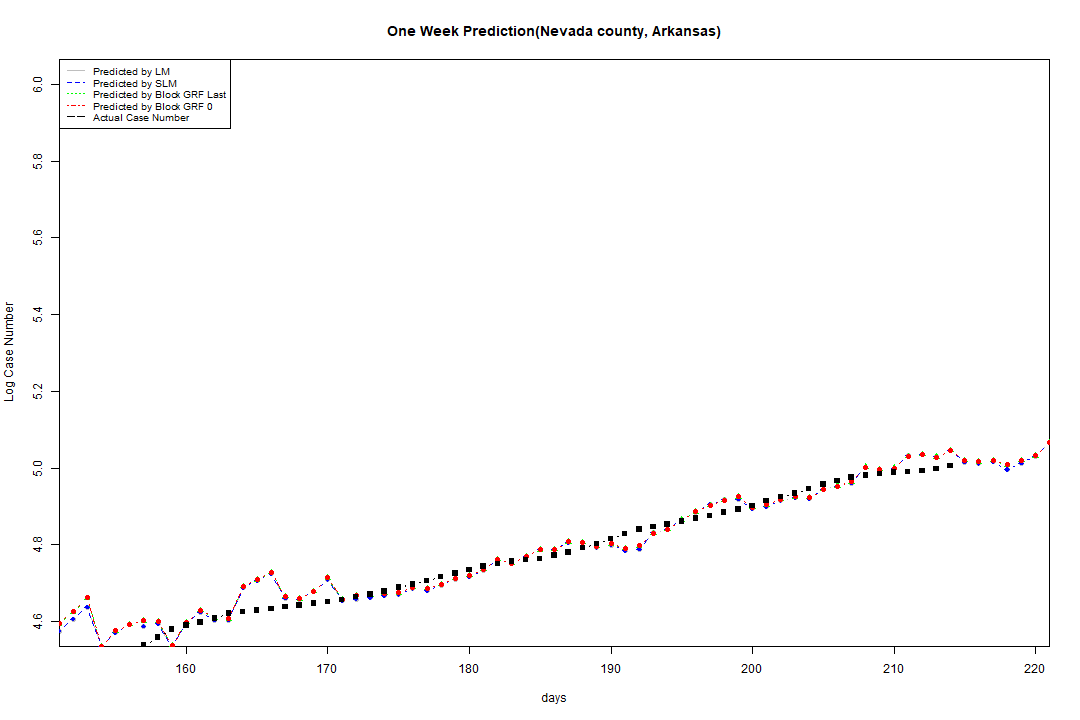 One Week Prediction(Nevada county, Arkansas)
Predicted by LM
Predicted by SLM
Predicted by Block GRF Last
Predicted by Block GRF 0
Actual Case Number
6.0
5.8
5.6
5.4
5.2
5.0
4.8
4.6
Log Case Number
160 170 180 190 200 210 220
days